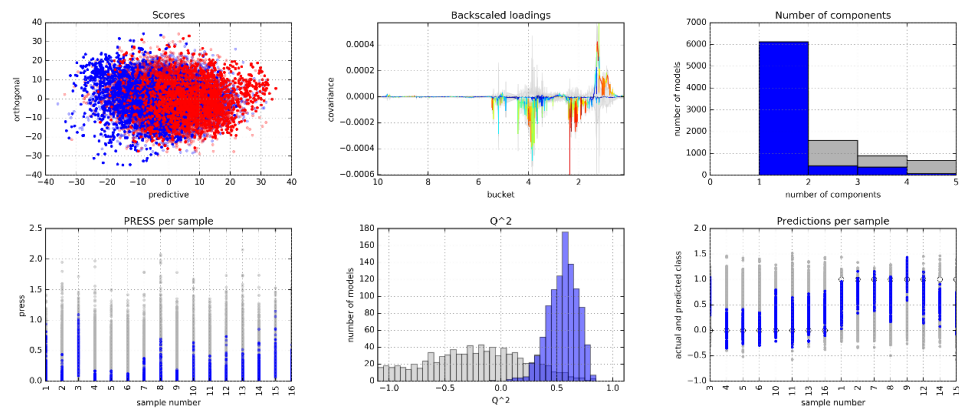 Scores
40
30
20
10
0
−10
−20
−30
−40
orthogonal
−40 −30 −20 −10 0 10 20 30 40
predictive
Backscaled loadings
0.0004
0.0002
0.0000
−0.0002
−0.0004
−0.0006
covariance
10 8 6 4 2
bucket
Number of components
7000
6000
5000
4000
3000
2000
1000
0
number of models
0 1 2 3 4 5
number of components
PRESS per sample
2.5
2.0
1.5
1.0
0.5
0.0
press
1 2 3 4 5 6 7 8 9 10 11 12 13 14 15 16
sample number
Q^2
180
160
140
120
100
80
60
40
20
0
number of models
−1.0 −0.5 0.0 0.5 1.0
Q^2
Predictions per sample
2.0
1.5
1.0
0.5
0.0
−0.5
−1.0
actual and predicted class
3 4 5 6 10 11 13 16 1 2 7 8 9 12 14 15
sample number